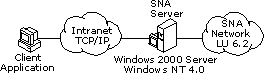 SNA
Server
Intranet
TCP/IP
SNA
Network
LU 6.2
Client
Application
Windows 2000 Server
Windows NT 4.0